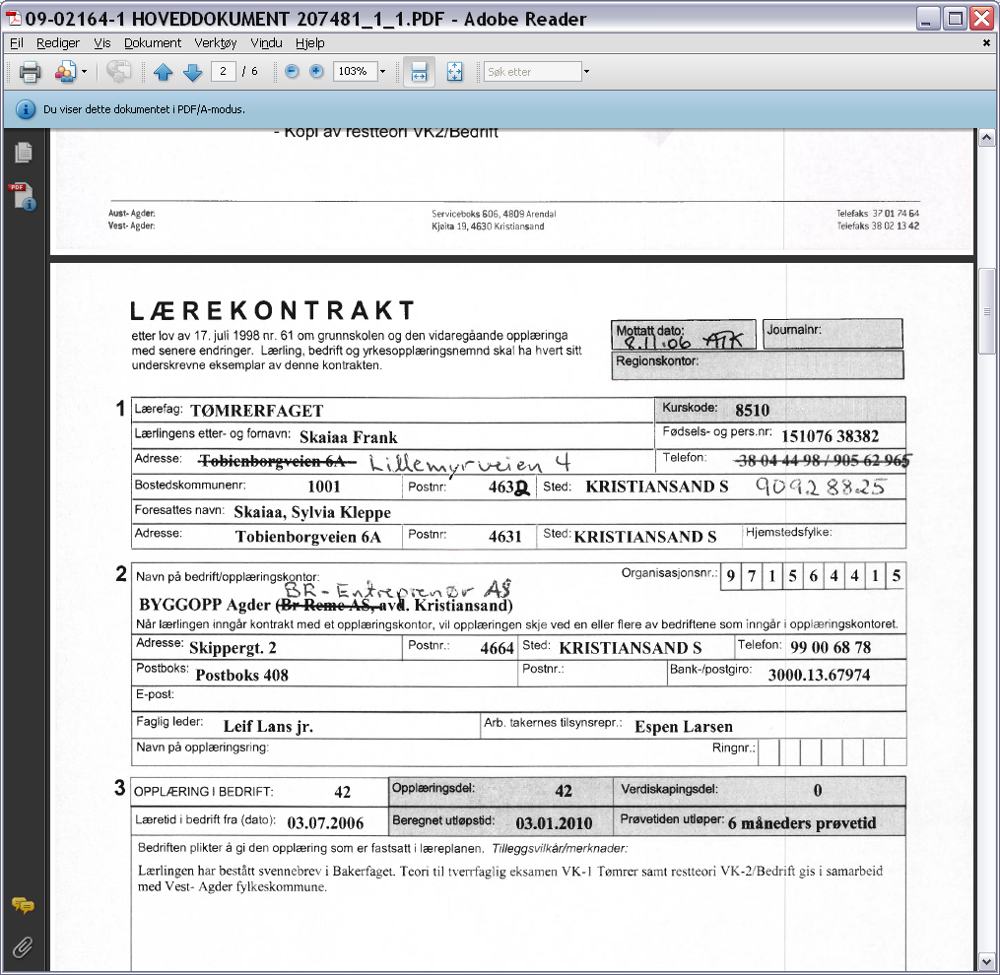 09-02164-1 HOVEDDOKUMENT 207481_1_1.PDF - Adobe Reader
Fil Rediger Vis Dokument Verktøy Vindu Hjelp
2 / 6 103% Søk etter
Du viser dette dokumentet i PDF/A-modus.
- Kopi av restteori VK2/Bedrift
Aust- Agder: Serviceboks 606, 4809 Arendal Telefaks 37 01 74 64
Vest- Agder: Kjøita 19, 4630 Kristiansand Telefaks 38 02 13 42
LÆREKONTRAKT
etter lov av 17. juli 1998 nr. 61 om grunnskolen og den vidaregåande opplæringa
med senere endringer. Lærling, bedrift og yrkesopplæringsnemnd skal ha hvert sitt
underskrevne eksemplar av denne kontrakten.
Mottatt dato: Journalnr:
8.11.06 ATK
Regionskontor:
1 Lærefag: TØMRERFAGET Kurskode: 8510
Lærlingens etter- og fornavn: Skaiaa Frank Fødsels- og pers.nr: 151076 38382
Adresse: Tobienborgveien 6A Lillemyrveien 4 Telefon: 38 04 44 98 / 905 62 965
Bostedskommunenr: 1001 Postnr: 4632 Sted: KRISTIANSAND S 90928825
Foresattes navn: Skaiaa, Sylvia Kleppe
Adresse: Tobienborgveien 6A Postnr: 4631 Sted: KRISTIANSAND S Hjemstedsfylke:
2 Navn på bedrift/opplæringskontor: Organisasjonsnr.: 9 7 1 5 6 4 4 1 5
BR-Entreprenør AS
BYGGOPP Agder (Br Reme AS, avd. Kristiansand)
Når lærlingen inngår kontrakt med et opplæringskontor, vil opplæringen skje ved en eller flere av bedriftene som inngår i opplæringskontoret.
Adresse: Skippergt. 2 Postnr.: 4664 Sted: KRISTIANSAND S Telefon: 99 00 68 78
Postboks: Postboks 408 Postnr.: Bank-/postgiro: 3000.13.67974
E-post:
Faglig leder: Leif Lans jr. Arb. takernes tilsynsrepr.: Espen Larsen
Navn på opplæringsring: Ringnr.:
3 OPPLÆRING I BEDRIFT: 42 Opplæringsdel: 42 Verdiskapingsdel: 0
Læretid i bedrift fra (dato): 03.07.2006 Beregnet utløpstid: 03.01.2010 Prøvetiden utløper: 6 måneders prøvetid
Bedriften plikter å gi den opplæring som er fastsatt i læreplanen. Tilleggsvilkår/merknader:
Lærlingen har bestått svennebrev i Bakerfaget. Teori til tverrfaglig eksamen VK-1 Tømrer samt restteori VK-2/Bedrift gis i samarbeid
med Vest- Agder fylkeskommune.